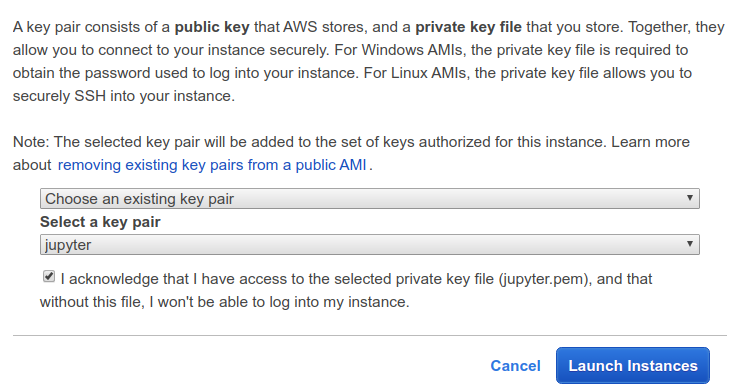 A key pair consists of a public key that AWS stores, and a private key file that you store. Together, they
allow you to connect to your instance securely. For Windows AMIs, the private key file is required to
obtain the password used to log into your instance. For Linux AMIs, the private key file allows you to
securely SSH into your instance.
Note: The selected key pair will be added to the set of keys authorized for this instance. Learn more
about removing existing key pairs from a public AMI .
Choose an existing key pair
Select a key pair
jupyter
I acknowledge that I have access to the selected private key file (jupyter.pem), and that
without this file, I won't be able to log into my instance.
Cancel Launch Instances